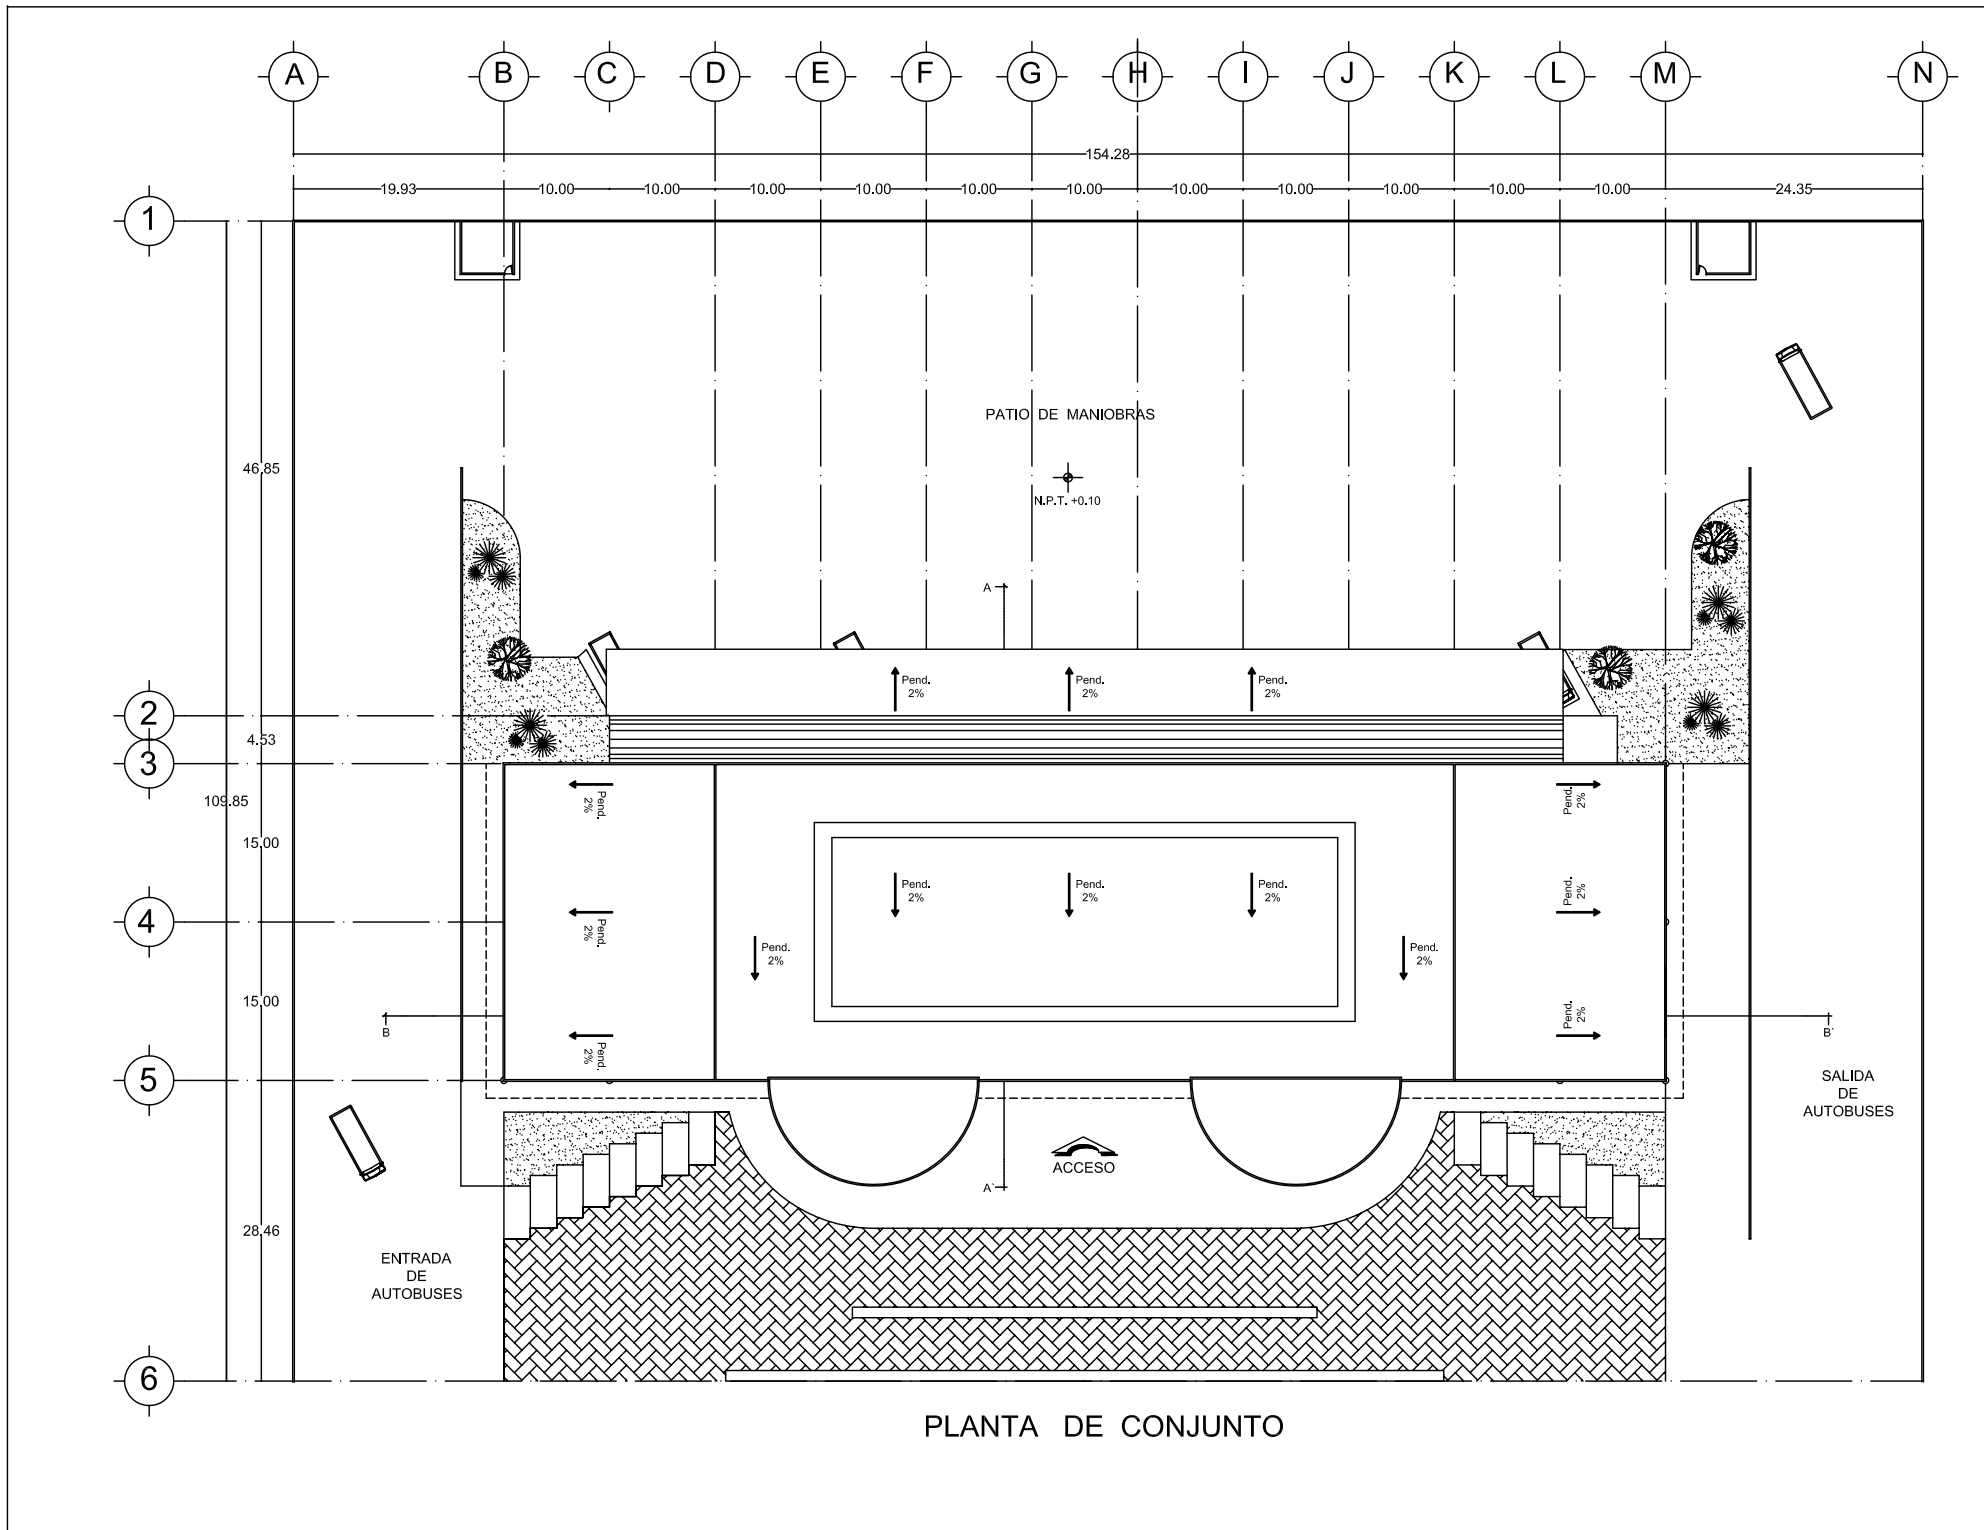 A B C D E F G H I J K L M N
154.28
19.93 10.00 10.00 10.00 10.00 10.00 10.00 10.00 10.00 10.00 10.00 10.00 24.35
1
PATIO DE MANIOBRAS
46.85
N.P.T. +0.10
A
Pend.
2%
Pend.
2%
Pend.
2%
2
4.53
3
Pend.
2%
Pend.
2%
109.85
15.00
Pend.
2%
Pend.
2%
Pend.
2%
4
Pend.
2%
Pend.
2%
Pend.
2%
Pend.
2%
15.00
B
Pend.
2%
Pend.
2%
B'
5
SALIDA
DE
AUTOBUSES
ACCESO
A'
28.46
ENTRADA
DE
AUTOBUSES
6
PLANTA DE CONJUNTO